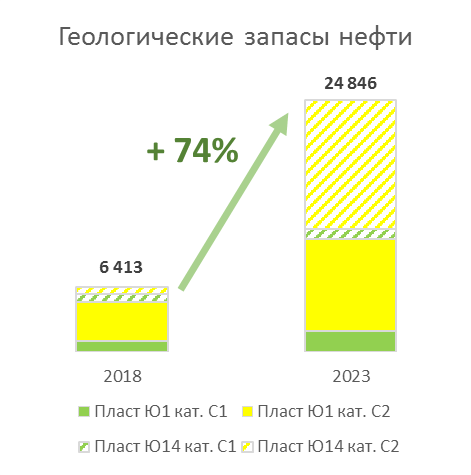 Геологические запасы нефти
24 846
+ 74%
6 413
2018 2023
Пласт Ю1 кат. С1 Пласт Ю1 кат. С2
Пласт Ю14 кат. С1 Пласт Ю14 кат. С2